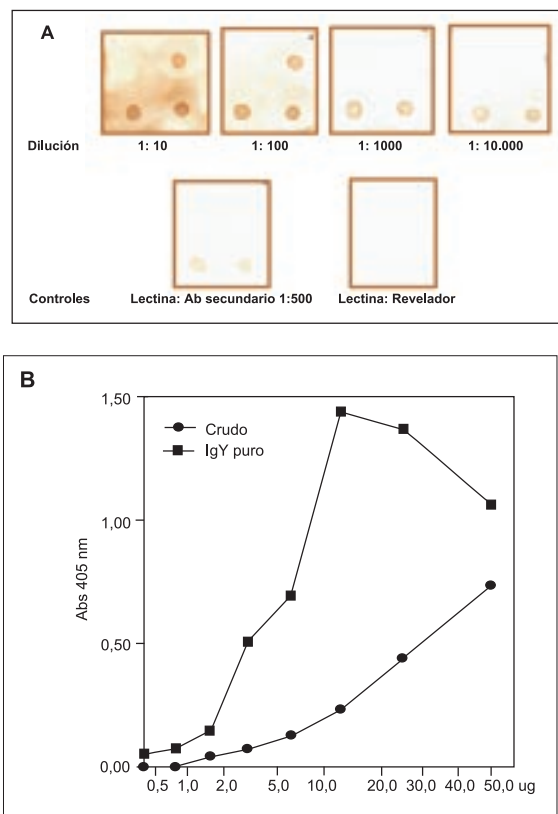 A
Dilución 1: 10 1: 100 1: 1000 1: 10.000
Controles Lectina: Ab secundario 1:500 Lectina: Revelador
B
1,50
Crudo
IgY puro
1,00
Abs 405 nm
0,50
0,00
0,5 1,0 2,0 5,0 10,0 20,0 30,0 40,0 50,0 ug